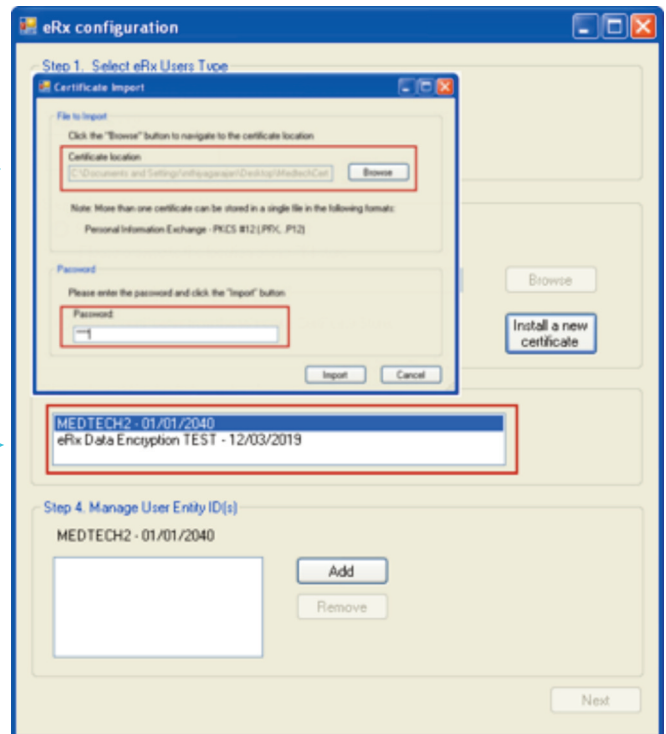 eRx configuration
Step 1. Select eRx Users Type
Certificate Import
File to Import
Click the "Browse" button to navigate to the certificate location
Certificate location
Browse
Note: More than one certificate can be stored in a single file in the following formats:
Personal Information Exchange - PKCS #12 (.PFX, .P12)
Password
Please enter the password and click the "Import" button
Password
Import Cancel
Browse
Install a new
certificate
MEDTECH2 - 01/01/2040
eRx Data Encryption TEST - 12/03/2019
Step 4. Manage User Entity ID(s)
MEDTECH2 - 01/01/2040
Add
Remove
Next